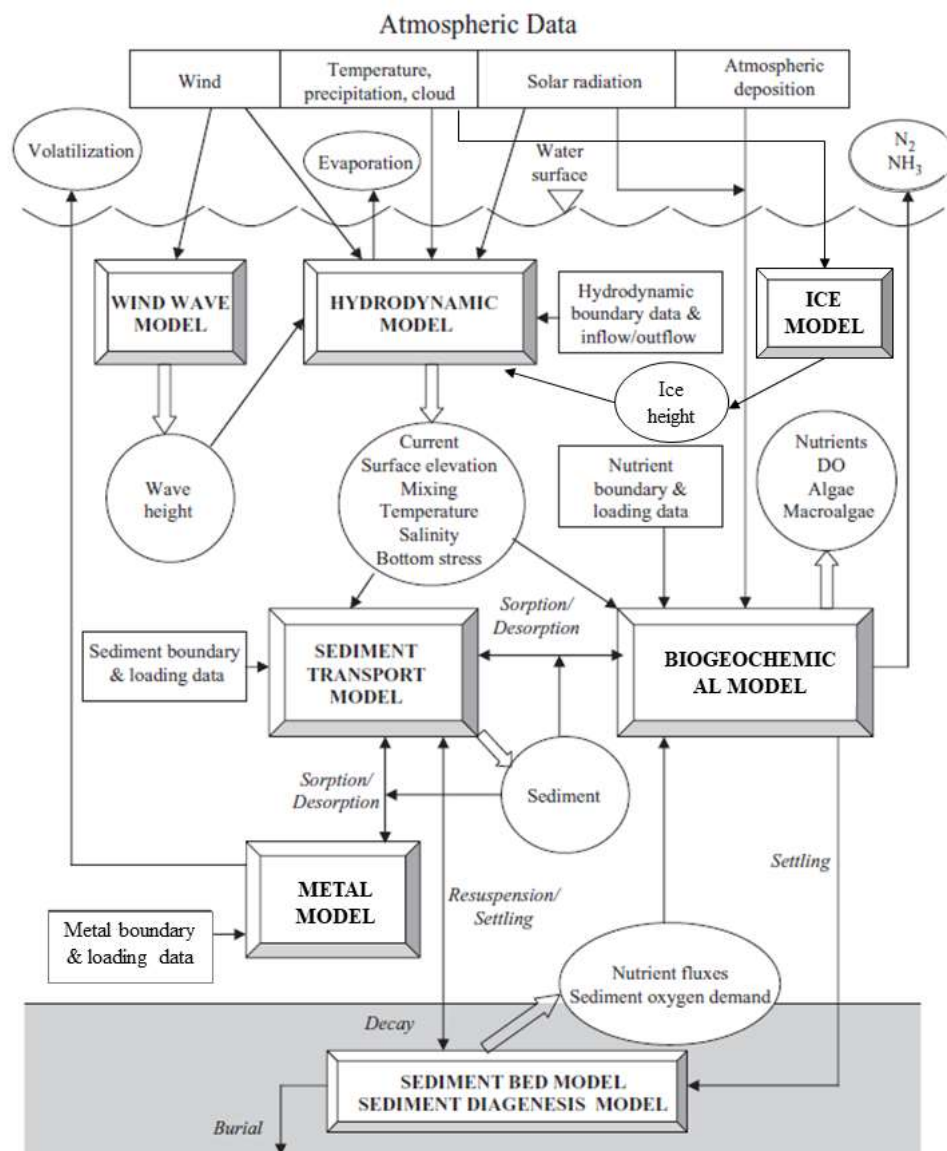 Atmospheric Data
Wind
Temperature,
precipitation, cloud
Solar radiation
Atmospheric
deposition
Volatilization
Evaporation
Water
surface
N2
NH3
WIND WAVE
MODEL
HYDRODYNAMIC
MODEL
Hydrodynamic
boundary data &
inflow/outflow
ICE
MODEL
Ice
height
Wave
height
Current
Surface elevation
Mixing
Temperature
Salinity
Bottom stress
Nutrient
boundary &
loading data
Nutrients
DO
Algae
Macroalgae
Sorption/
Desorption
Sediment boundary
& loading data
SEDIMENT
TRANSPORT
MODEL
BIOGEOCHEMIC
AL MODEL
Sorption/
Desorption
Sediment
METAL
MODEL
Resuspension/
Settling
Settling
Metal boundary
& loading data
Nutrient fluxes
Sediment oxygen demand
Decay
SEDIMENT BED MODEL
SEDIMENT DIAGENESIS MODEL
Burial